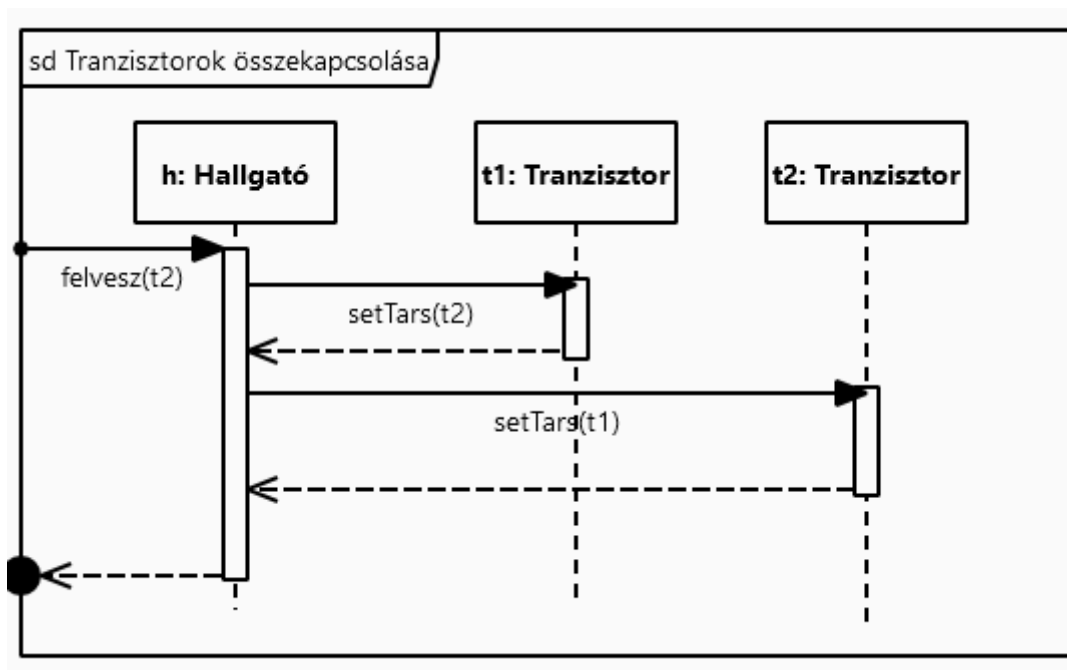 sd Tranzisztorok összekapcsolása
h: Hallgató
t1: Tranzisztor
t2: Tranzisztor
felvesz(t2)
setTars(t2)
setTars(t1)